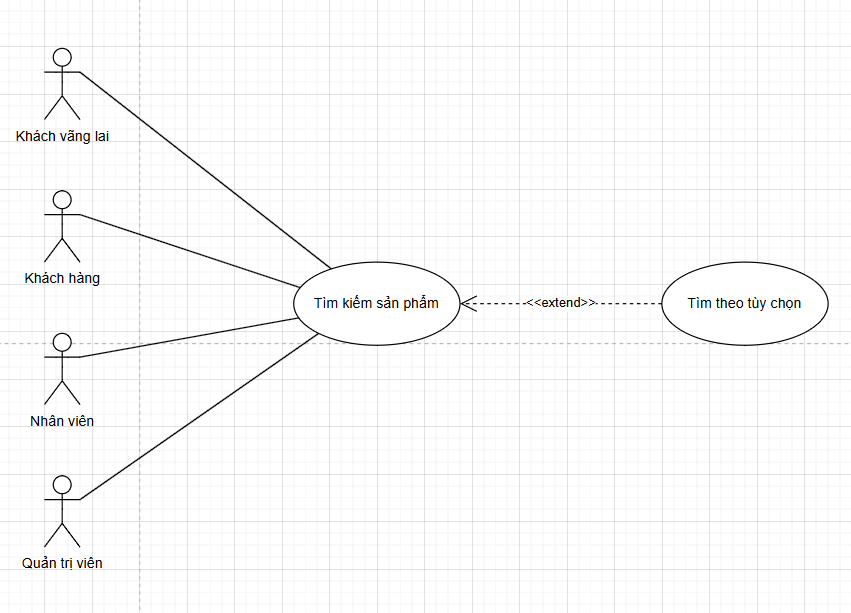 Khách vãng lai
Khách hàng
Tìm kiếm sản phẩm
<<extend>>
Tìm theo tùy chọn
Nhân viên
Quản trị viên